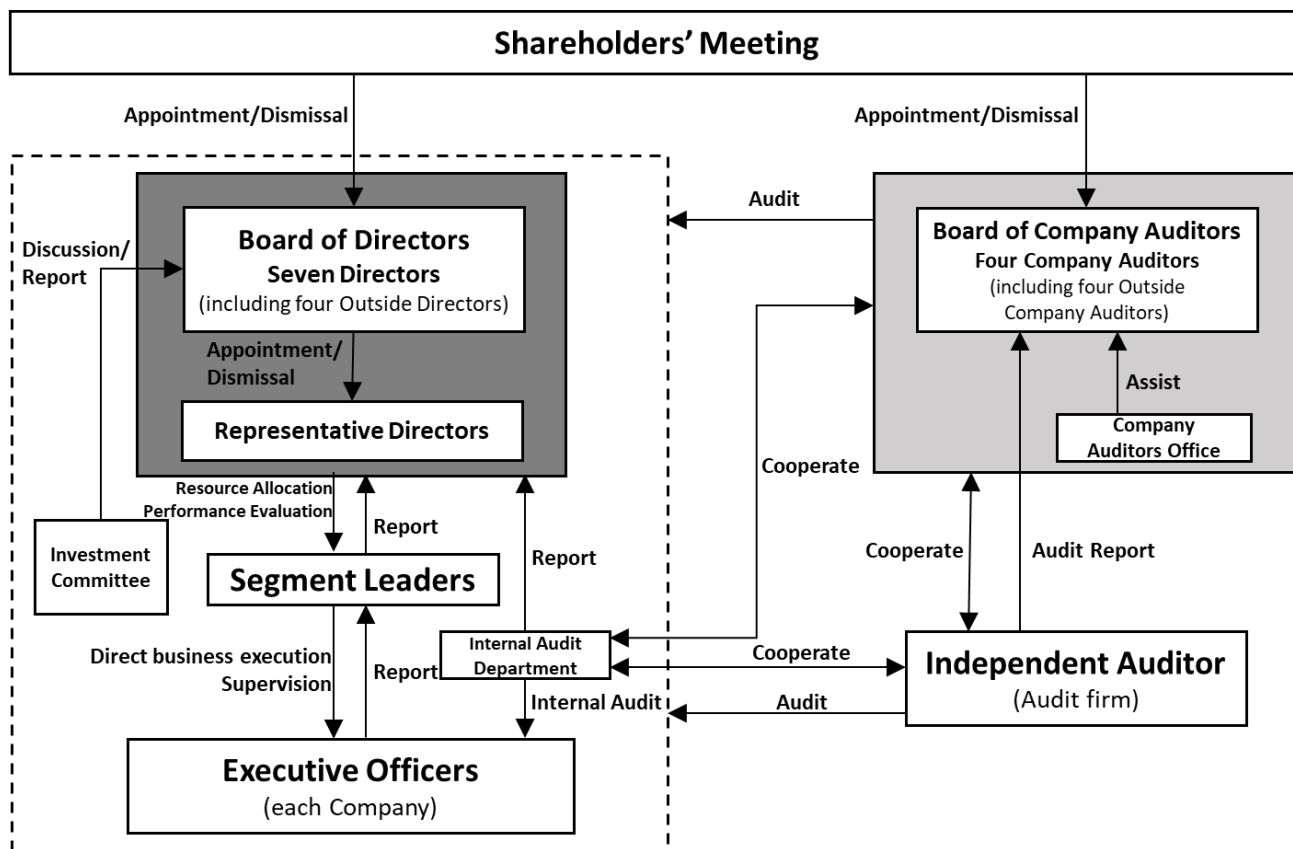 Shareholders’ Meeting
Appointment/Dismissal
Appointment/Dismissal
Audit
Discussion/
Report
Board of Directors
Seven Directors
(including four Outside Directors)
Board of Company Auditors
Four Company Auditors
(including four Outside
Company Auditors)
Appointment/
Dismissal
Assist
Representative Directors
Company
Auditors Office
Cooperate
Resource Allocation
Performance Evaluation
Report
Investment
Committee
Report
Cooperate
Audit Report
Segment Leaders
Direct business execution
Supervision
Report
Internal Audit
Department
Cooperate
Independent Auditor
(Audit firm)
Internal Audit
Audit
Executive Officers
(each Company)